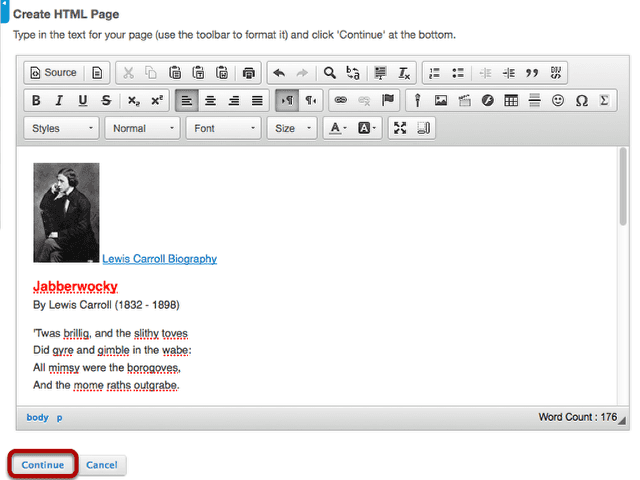 Create HTML Page
Type in the text for your page (use the toolbar to format it) and click 'Continue' at the bottom.
Source
B I U S x₂ x² Ω Σ
Styles Normal Font Size A A
Lewis Carroll Biography
Jabberwocky
By Lewis Carroll (1832 - 1898)
'Twas brillig, and the slithy toves
Did gyre and gimble in the wabe:
All mimsy were the borogoves,
And the mome raths outgrabe.
body p Word Count : 176
Continue Cancel